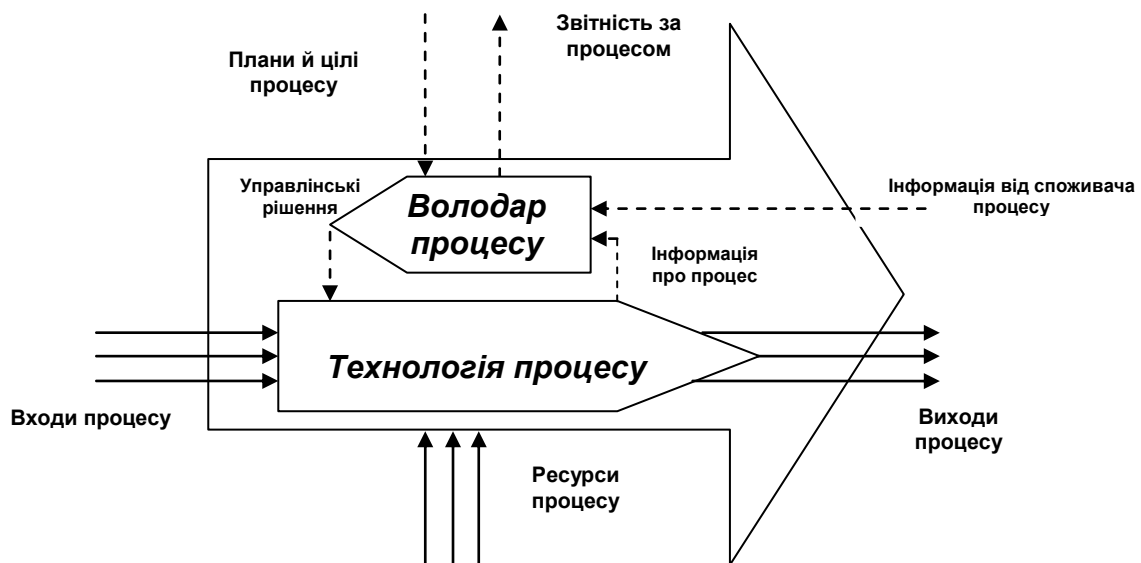 Звітність за
процесом
Плани й цілі
процесу
Управлінські
рішення
Володар
процесу
Інформація від споживача
процесу
Інформація
про процес
Технологія процесу
Входи процесу
Виходи
процесу
Ресурси
процесу